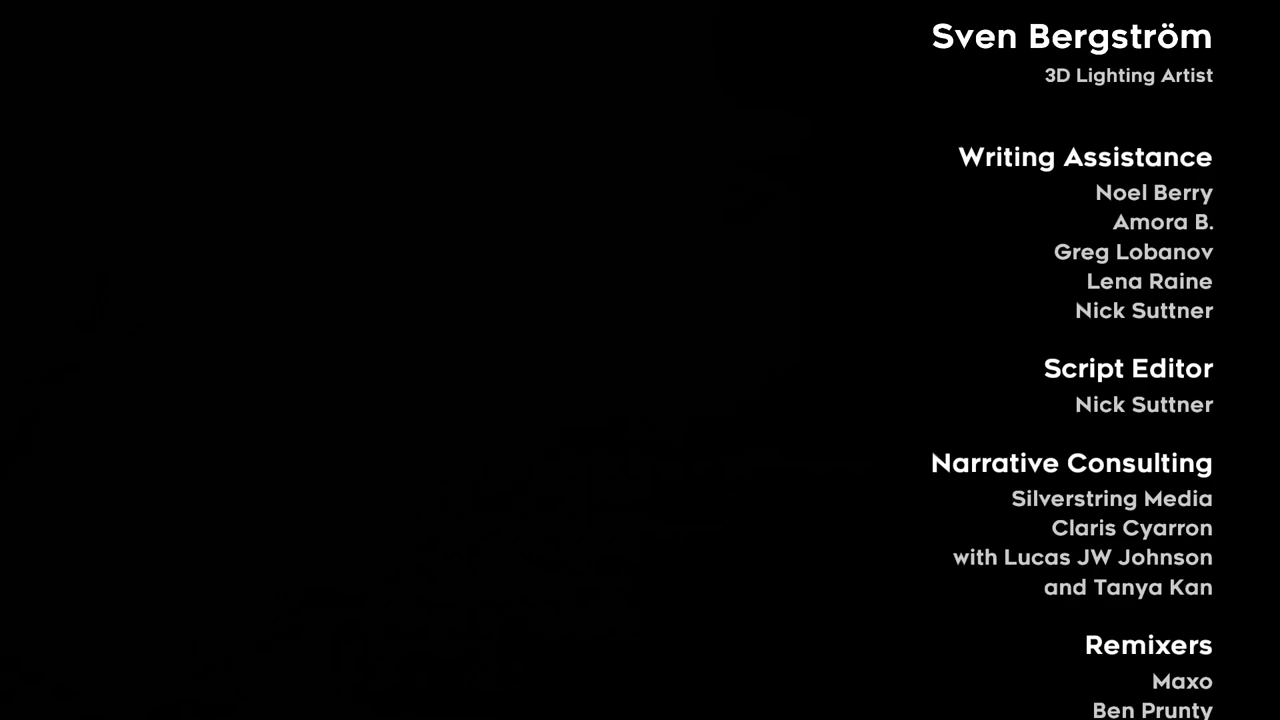 Sven Bergström
3D Lighting Artist
Writing Assistance
Noel Berry
Amora B.
Greg Lobanov
Lena Raine
Nick Suttner
Script Editor
Nick Suttner
Narrative Consulting
Silverstring Media
Claris Cyarron
with Lucas JW Johnson
and Tanya Kan
Remixers
Maxo
Ben Prunty